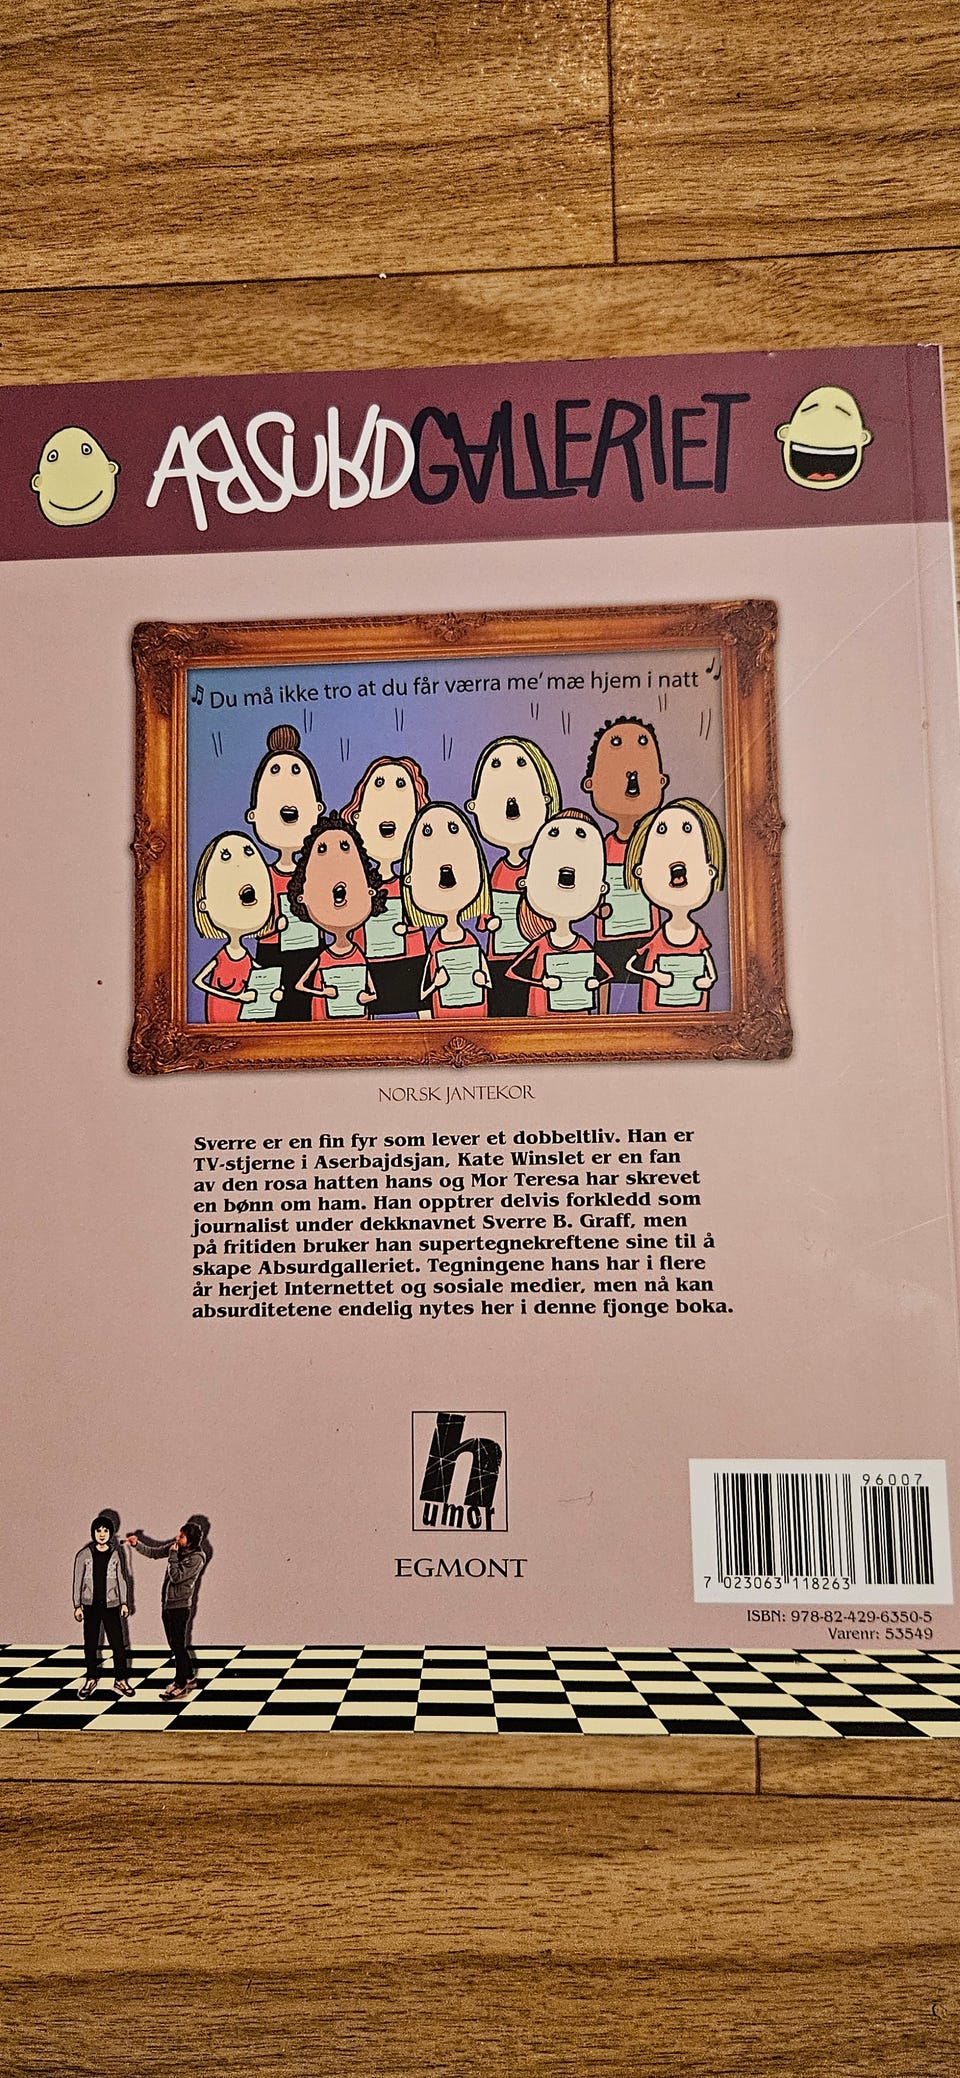 ABSURDGALLERIET
Du må ikke tro at du får værra me' mæ hjem i natt
NORSK JANTEKOR
Sverre er en fin fyr som lever et dobbeltliv. Han er
TV-stjerne i Aserbajdsjan, Kate Winslet er en fan
av den rosa hatten hans og Mor Teresa har skrevet
en bønn om ham. Han opptrer delvis forkledd som
journalist under dekknavnet Sverre B. Graff, men
på fritiden bruker han supertegnekreftene sine til å
skape Absurdgalleriet. Tegningene hans har i flere
år herjet Internettet og sosiale medier, men nå kan
absurditetene endelig nytes her i denne fjonge boka.
humor
EGMONT
96007
7 023063 118263
ISBN: 978-82-429-6350-5
Varenr: 53549